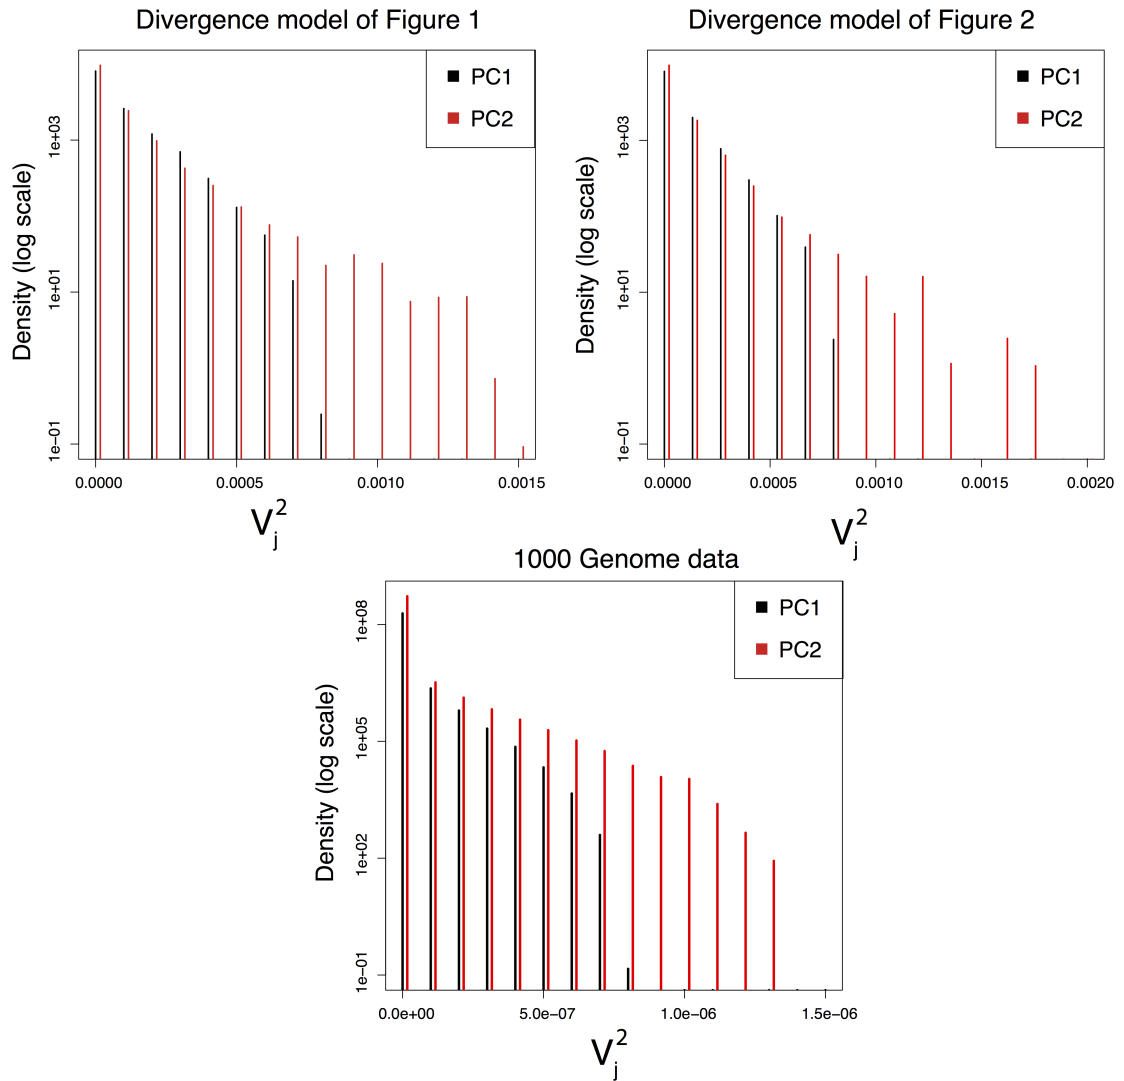 Divergence model of Figure 1
PC1
PC2
Density (log scale)
1e+03
1e+01
1e−01
0.0000 0.0005 0.0010 0.0015
Vj2
Divergence model of Figure 2
PC1
PC2
Density (log scale)
1e+03
1e+01
1e−01
0.0000 0.0005 0.0010 0.0015 0.0020
Vj2
1000 Genome data
PC1
PC2
Density (log scale)
1e+08
1e+05
1e+02
1e−01
0.0e+00 5.0e−07 1.0e−06 1.5e−06
Vj2